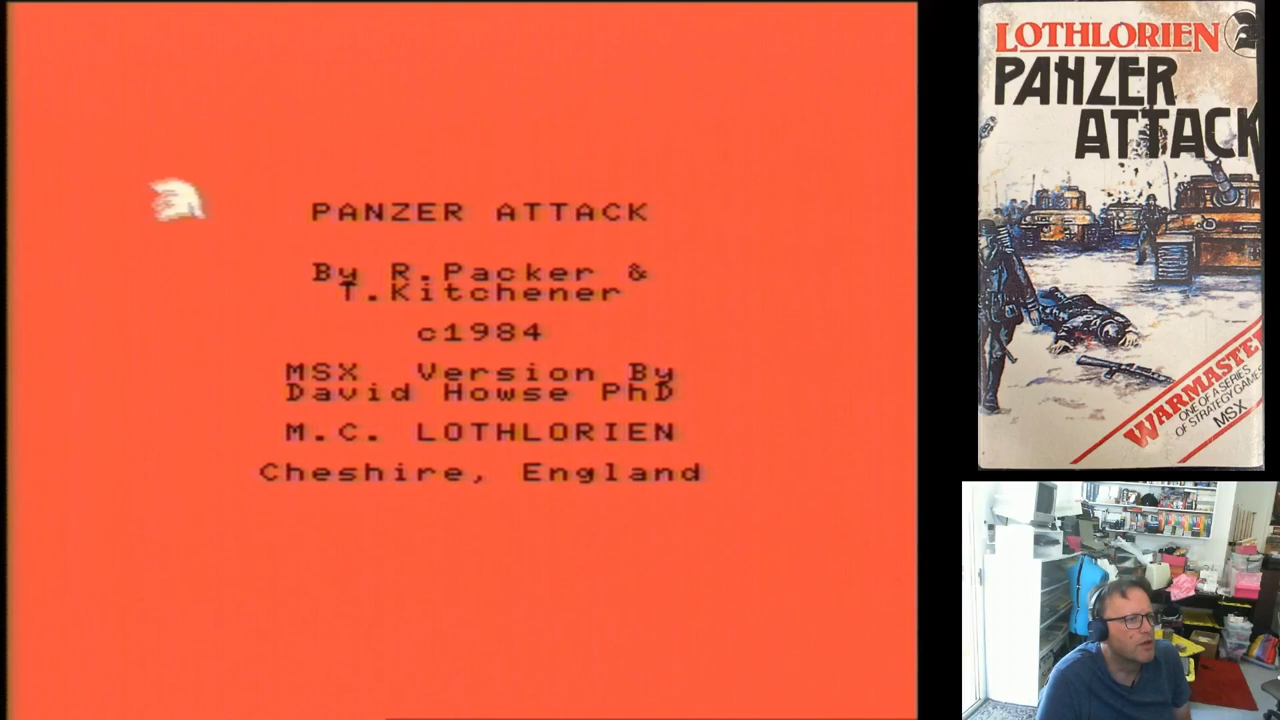 PANZER ATTACK
By R.Packer &
T.Kitchener
c1984
MSX Version By
David Howse PhD
M.C. LOTHLORIEN
Cheshire, England
LOTHLORIEN
PANZER
ATTACK
WARMASTE
ONE OF A SERIES
OF STRATEGY GAMES
MSX